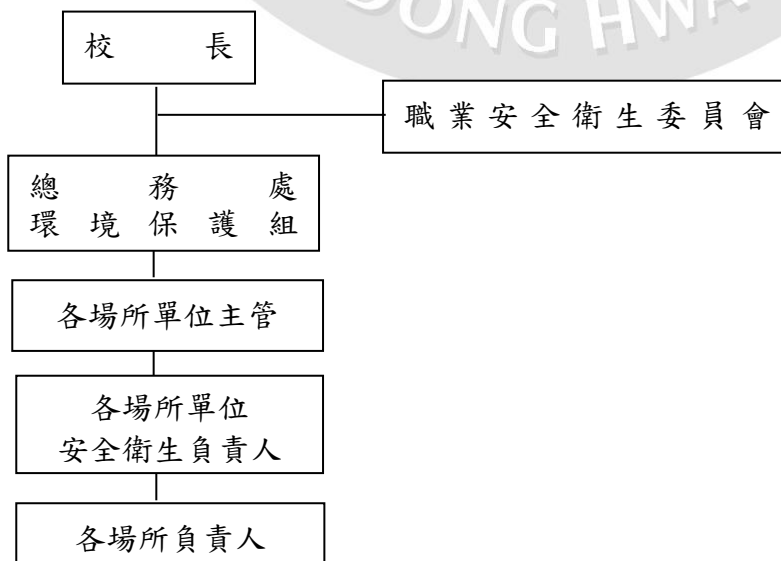 DONG HWA
校長
職業安全衛生委員會
總務處
環境保護組
各場所單位主管
各場所單位
安全衛生負責人
各場所負責人